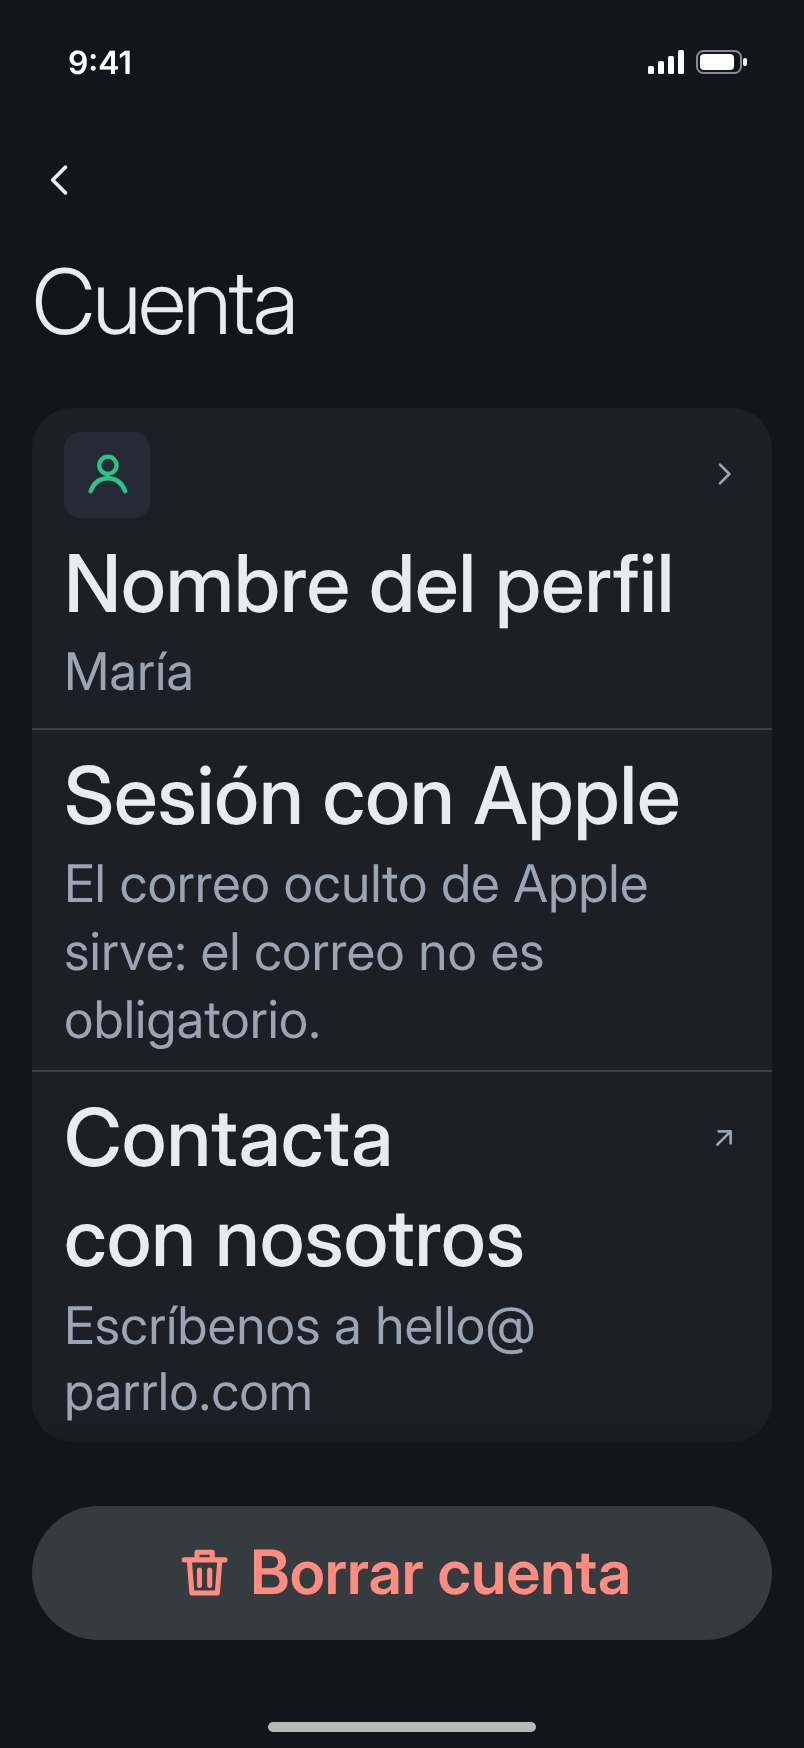 9:41
Cuenta
Nombre del perfil
María
Sesión con Apple
El correo oculto de Apple
sirve: el correo no es
obligatorio.
Contacta
con nosotros
Escríbenos a hello@
parrlo.com
Borrar cuenta